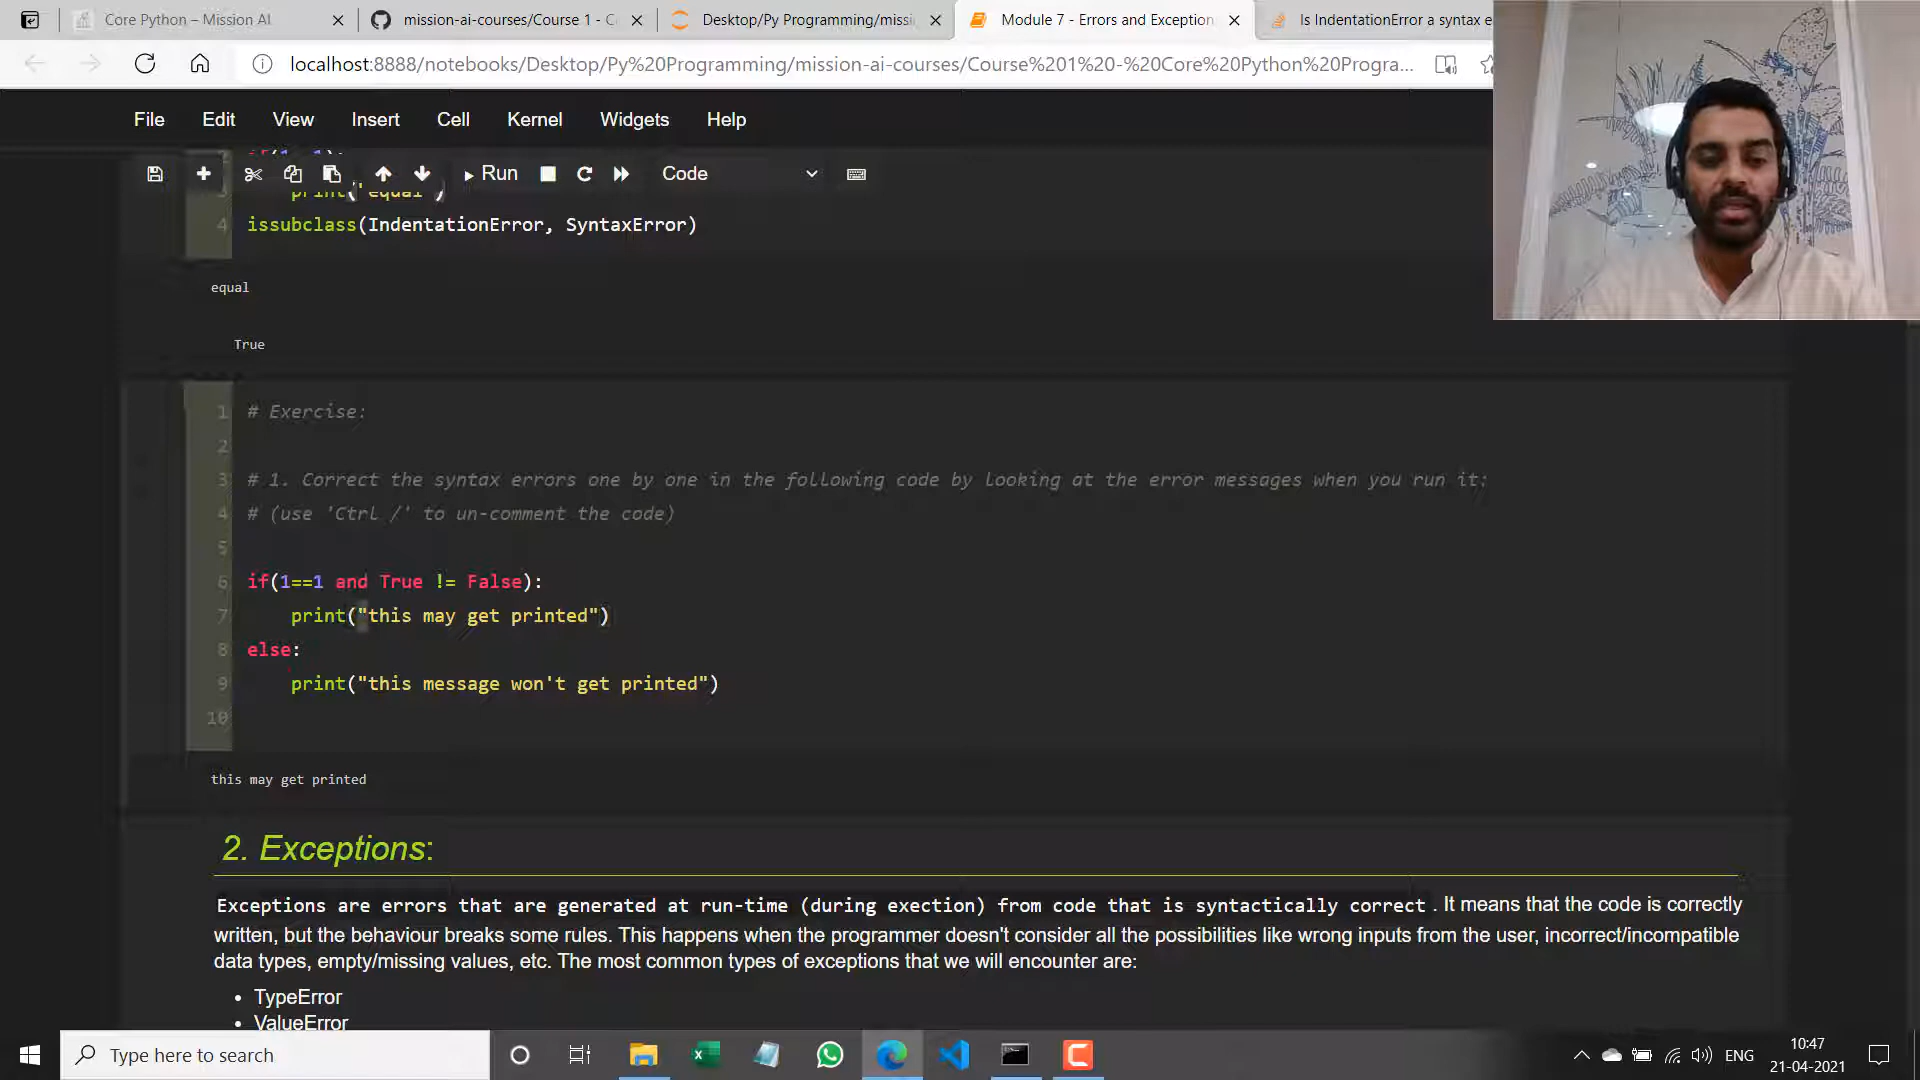 Core Python – Mission AI
mission-ai-courses/Course 1 - C
Desktop/Py Programming/missi
Module 7 - Errors and Exception
Is IndentationError a syntax e
localhost:8888/notebooks/Desktop/Py%20Programming/mission-ai-courses/Course%201%20-%20Core%20Python%20Progra...
File Edit View Insert Cell Kernel Widgets Help
Run Code
3 print('equal')
4 issubclass(IndentationError, SyntaxError)
equal
True
1 # Exercise:
2
3 # 1. Correct the syntax errors one by one in the following code by looking at the error messages when you run it:
4 # (use 'Ctrl /' to un-comment the code)
5
6 if(1==1 and True != False):
7 print("this may get printed")
8 else:
9 print("this message won't get printed")
10
this may get printed
2. Exceptions:
Exceptions are errors that are generated at run-time (during exection) from code that is syntactically correct . It means that the code is correctly
written, but the behaviour breaks some rules. This happens when the programmer doesn't consider all the possibilities like wrong inputs from the user, incorrect/incompatible
data types, empty/missing values, etc. The most common types of exceptions that we will encounter are:
• TypeError
• ValueError
Type here to search
ENG
10:47
21-04-2021